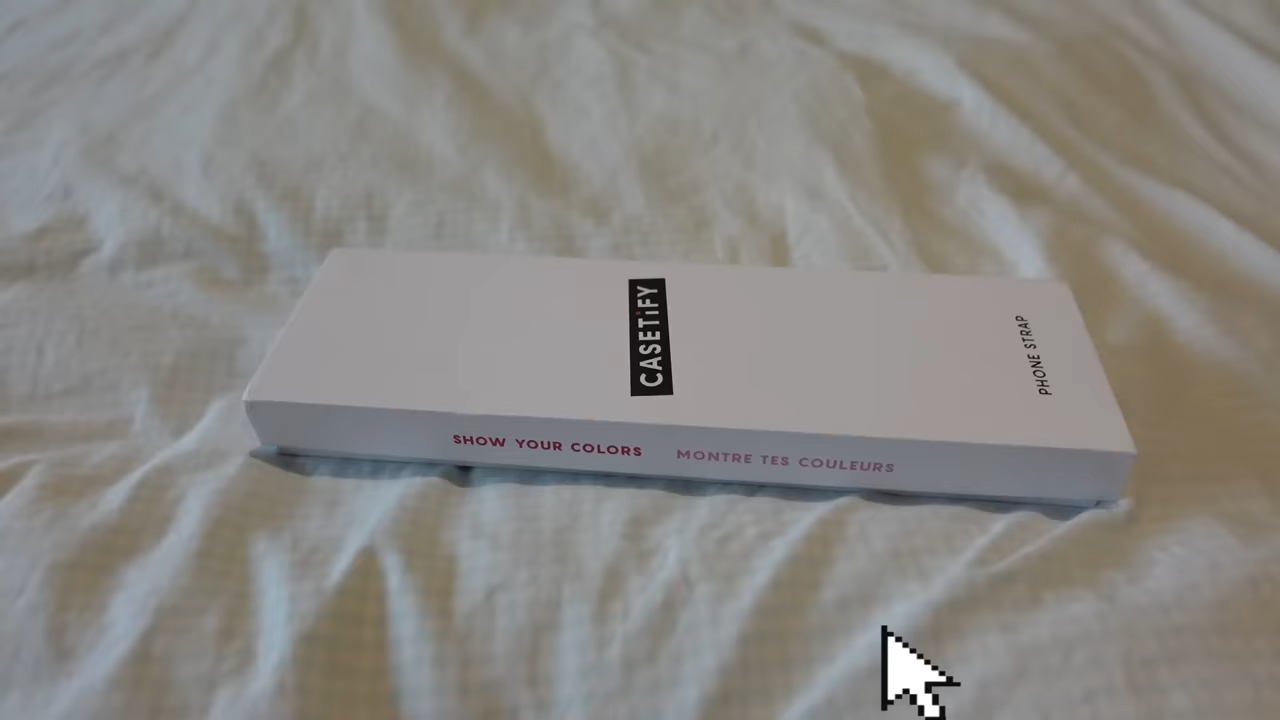 CASETiFY
PHONE STRAP
SHOW YOUR COLORS
MONTRE TES COULEURS